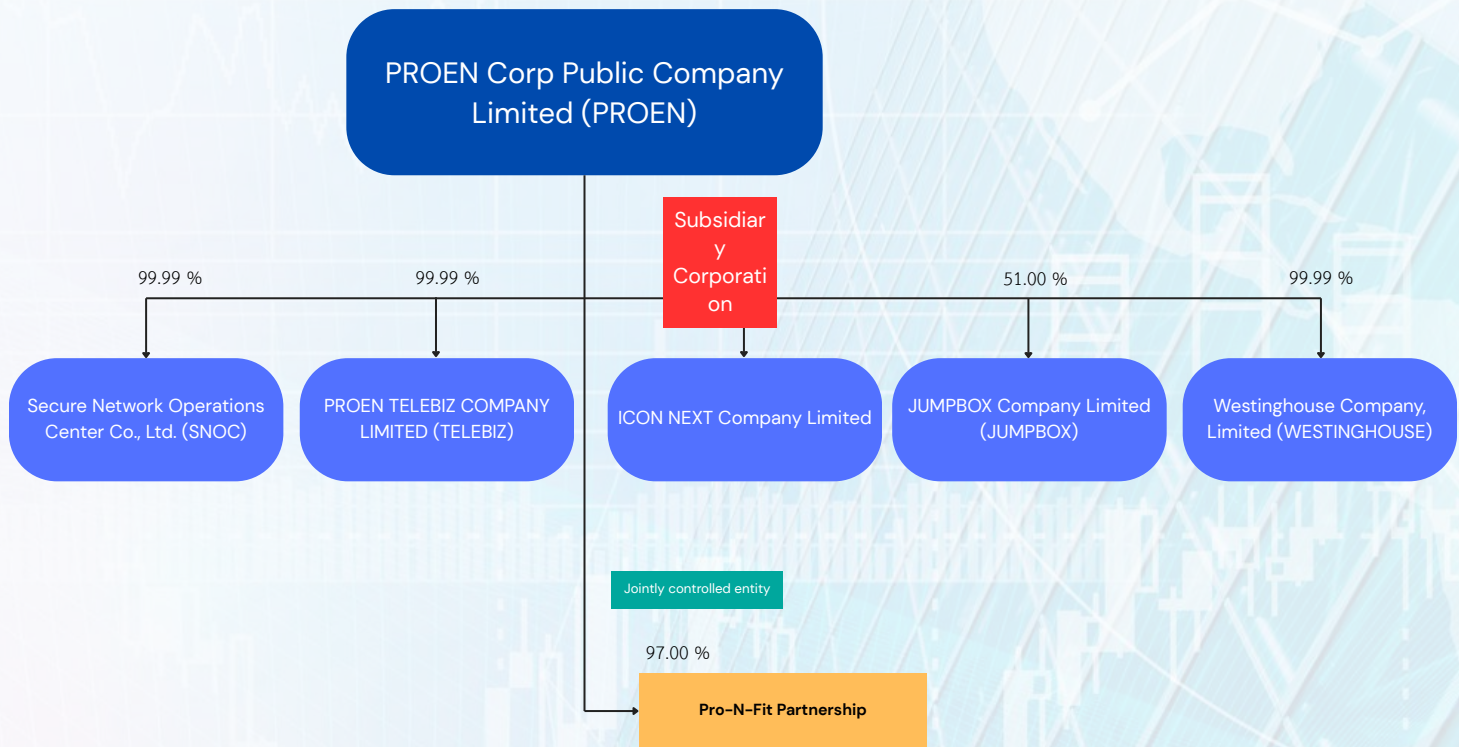 PROEN Corp Public Company
Limited (PROEN)
Subsidiar
y
Corporati
on
99.99 %
99.99 %
51.00 %
99.99 %
Secure Network Operations
Center Co., Ltd. (SNOC)
PROEN TELEBIZ COMPANY
LIMITED (TELEBIZ)
ICON NEXT Company Limited
JUMPBOX Company Limited
(JUMPBOX)
Westinghouse Company,
Limited (WESTINGHOUSE)
Jointly controlled entity
97.00 %
Pro-N-Fit Partnership